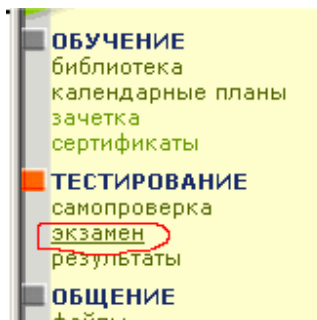 ОБУЧЕНИЕ
библиотека
календарные планы
зачетка
сертификаты
ТЕСТИРОВАНИЕ
самопроверка
экзамен
результаты
ОБЩЕНИЕ